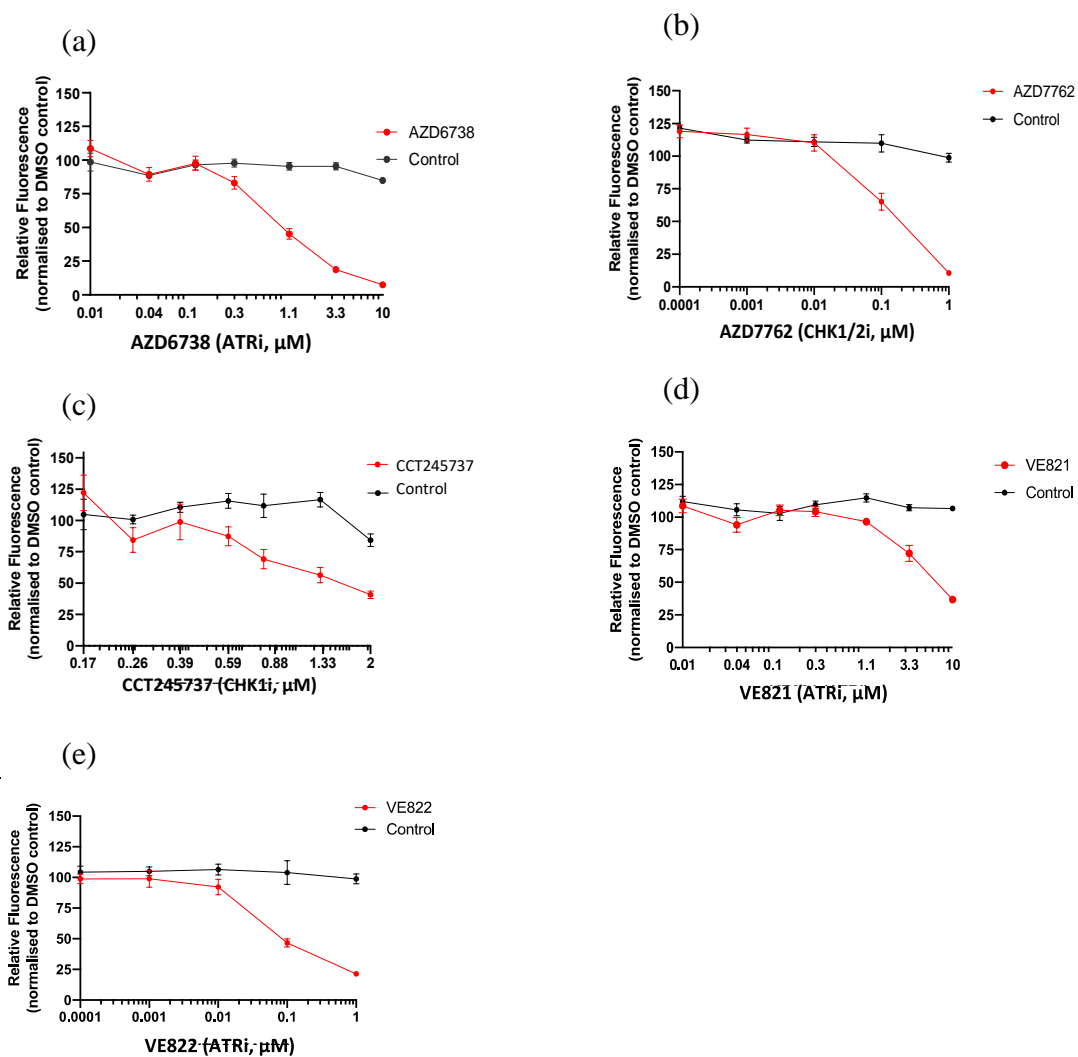 (a)
Relative Fluorescence
(normalised to DMSO control)
150
125
100
75
50
25
0
0.01 0.04 0.1 0.3 1.1 3.3 10
AZD6738 (ATRi, µM)
AZD6738
Control
(b)
Relative Fluorescence
(normalised to DMSO control)
150
125
100
75
50
25
0
0.0001 0.001 0.01 0.1 1
AZD7762 (CHK1/2i, µM)
AZD7762
Control
(c)
Relative Fluorescence
(normalised to DMSO control)
150
125
100
75
50
25
0
0.17 0..26 0.39 0.59 0.88 1.33 2
CCT245737 (CHK1i, µM)
CCT245737
Control
(d)
Relative Fluorescence
(normalised to DMSO control)
150
125
100
75
50
25
0
0.01 0.04 0.1 0.3 1.1 3.3 10
VE821 (ATRi, µM)
VE821
Control
(e)
Relative Fluorescence
(normalised to DMSO control)
150
125
100
75
50
25
0
0.0001 0.001 0.01 0.1 1
VE822 (ATRi, µM)
VE822
Control